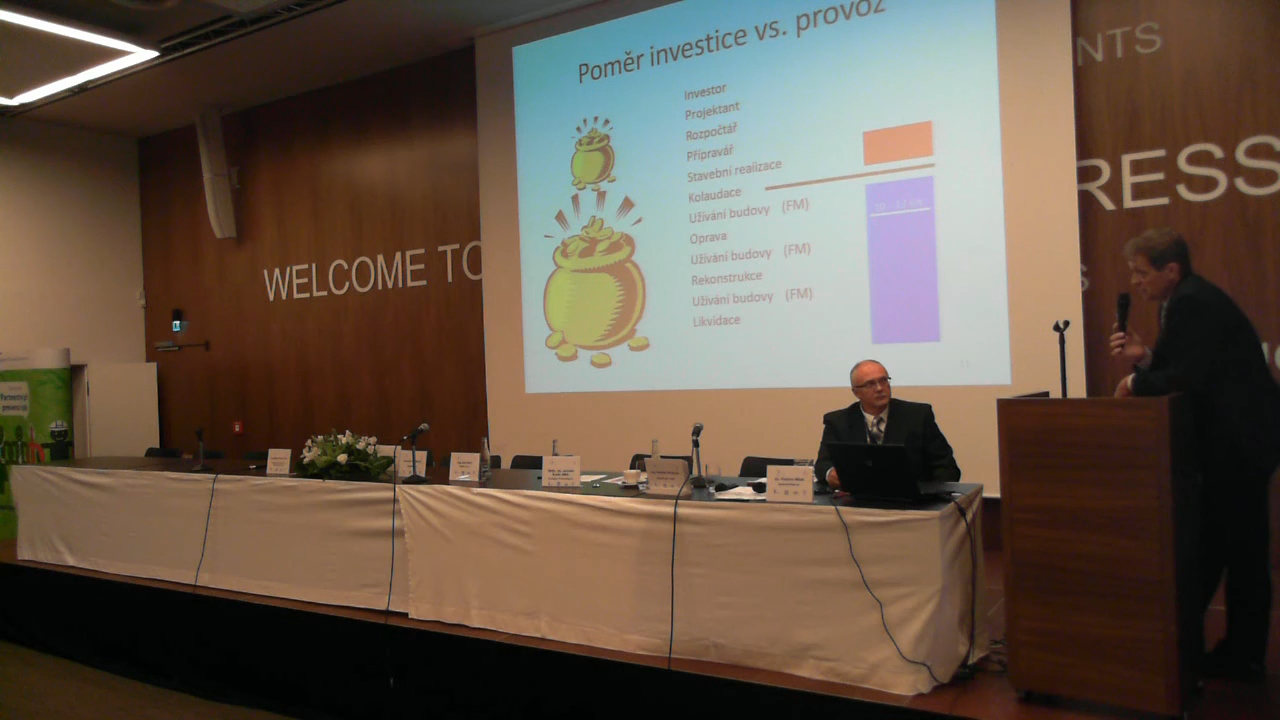 WELCOME TO
NTS
RESS
Poměr investice vs. provoz
Investor
Projektant
Rozpočtář
Přípravář
Stavební realizace
Kolaudace
Užívání budovy (FM)
Oprava
Užívání budovy (FM)
Rekonstrukce
Užívání budovy (FM)
Likvidace